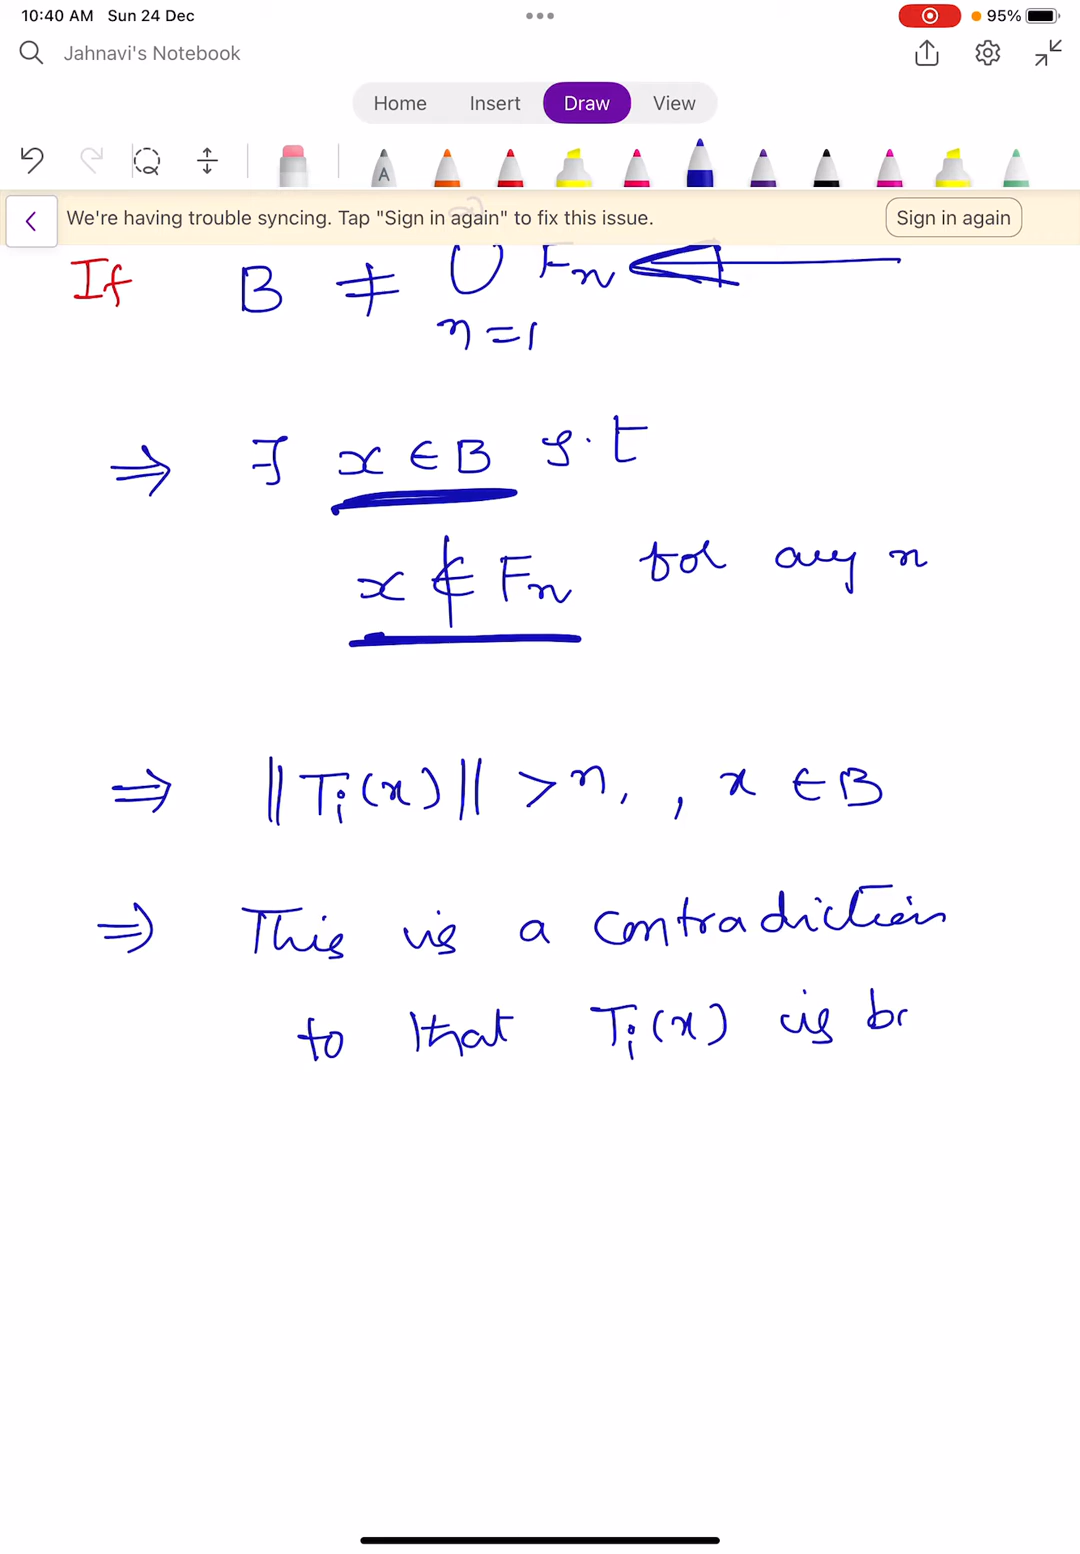 10:40 AM Sun 24 Dec
95%
Jahnavi's Notebook
Home Insert Draw View
A
We're having trouble syncing. Tap "Sign in again" to fix this issue.
Sign in again
If B ≠ ∪ Fn
n=1
⇒ ∃ x ∈ B s.t
x ∉ Fn for any n
⇒ ||Ti(x)|| > n, , x ∈ B
⇒ This is a contradiction
to that Ti(x) is bo